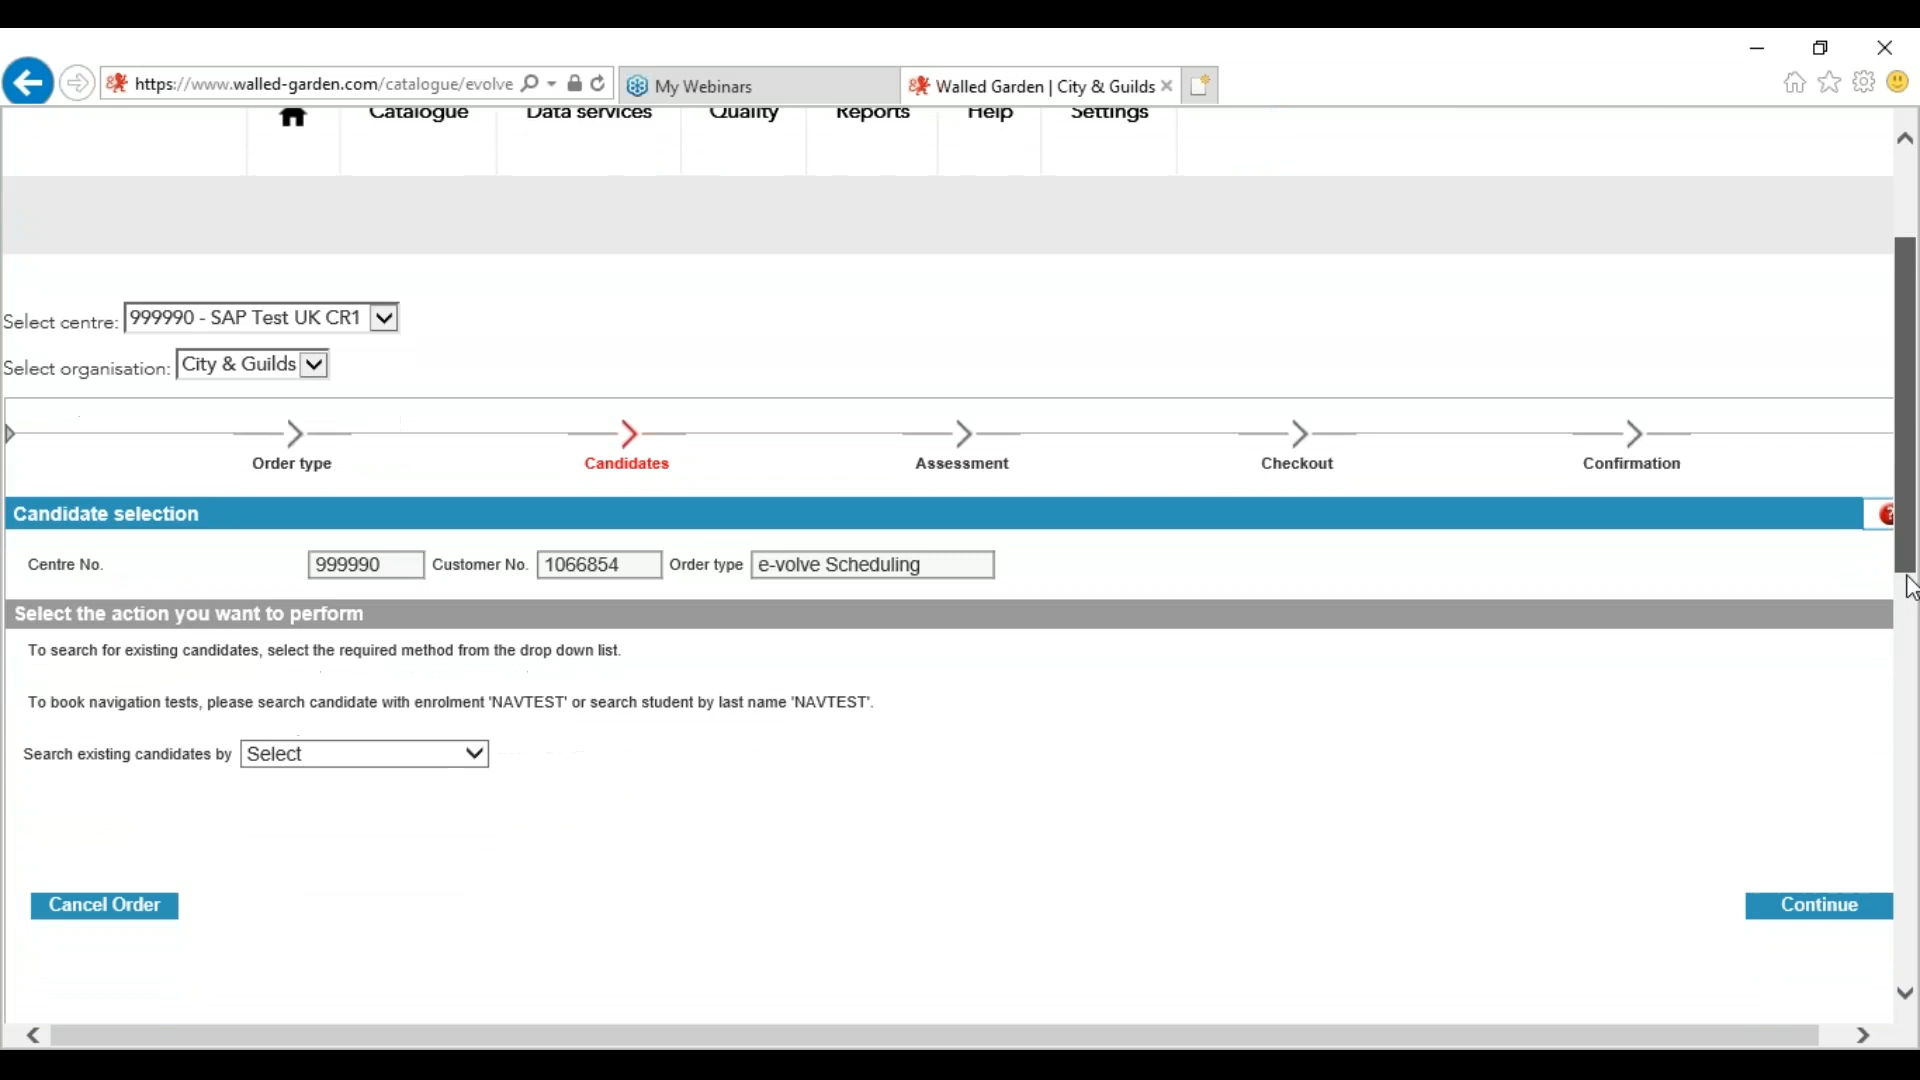 https://www.walled-garden.com/catalogue/evolve
My Webinars
Walled Garden | City & Guilds
Catalogue Data services Quality Reports Help Settings
Select centre: 999990 - SAP Test UK CR1
Select organisation: City & Guilds
Order type Candidates Assessment Checkout Confirmation
Candidate selection
Centre No. 999990 Customer No. 1066854 Order type e-volve Scheduling
Select the action you want to perform
To search for existing candidates, select the required method from the drop down list.
To book navigation tests, please search candidate with enrolment 'NAVTEST' or search student by last name 'NAVTEST'.
Search existing candidates by Select
Cancel Order Continue